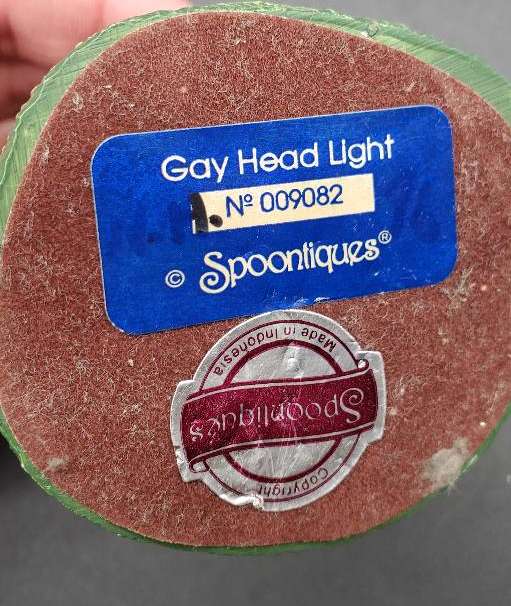 Gay Head Light
Nº 009082
© Spoontiques®
Made in Indonesia
Spoontiques
Copyright